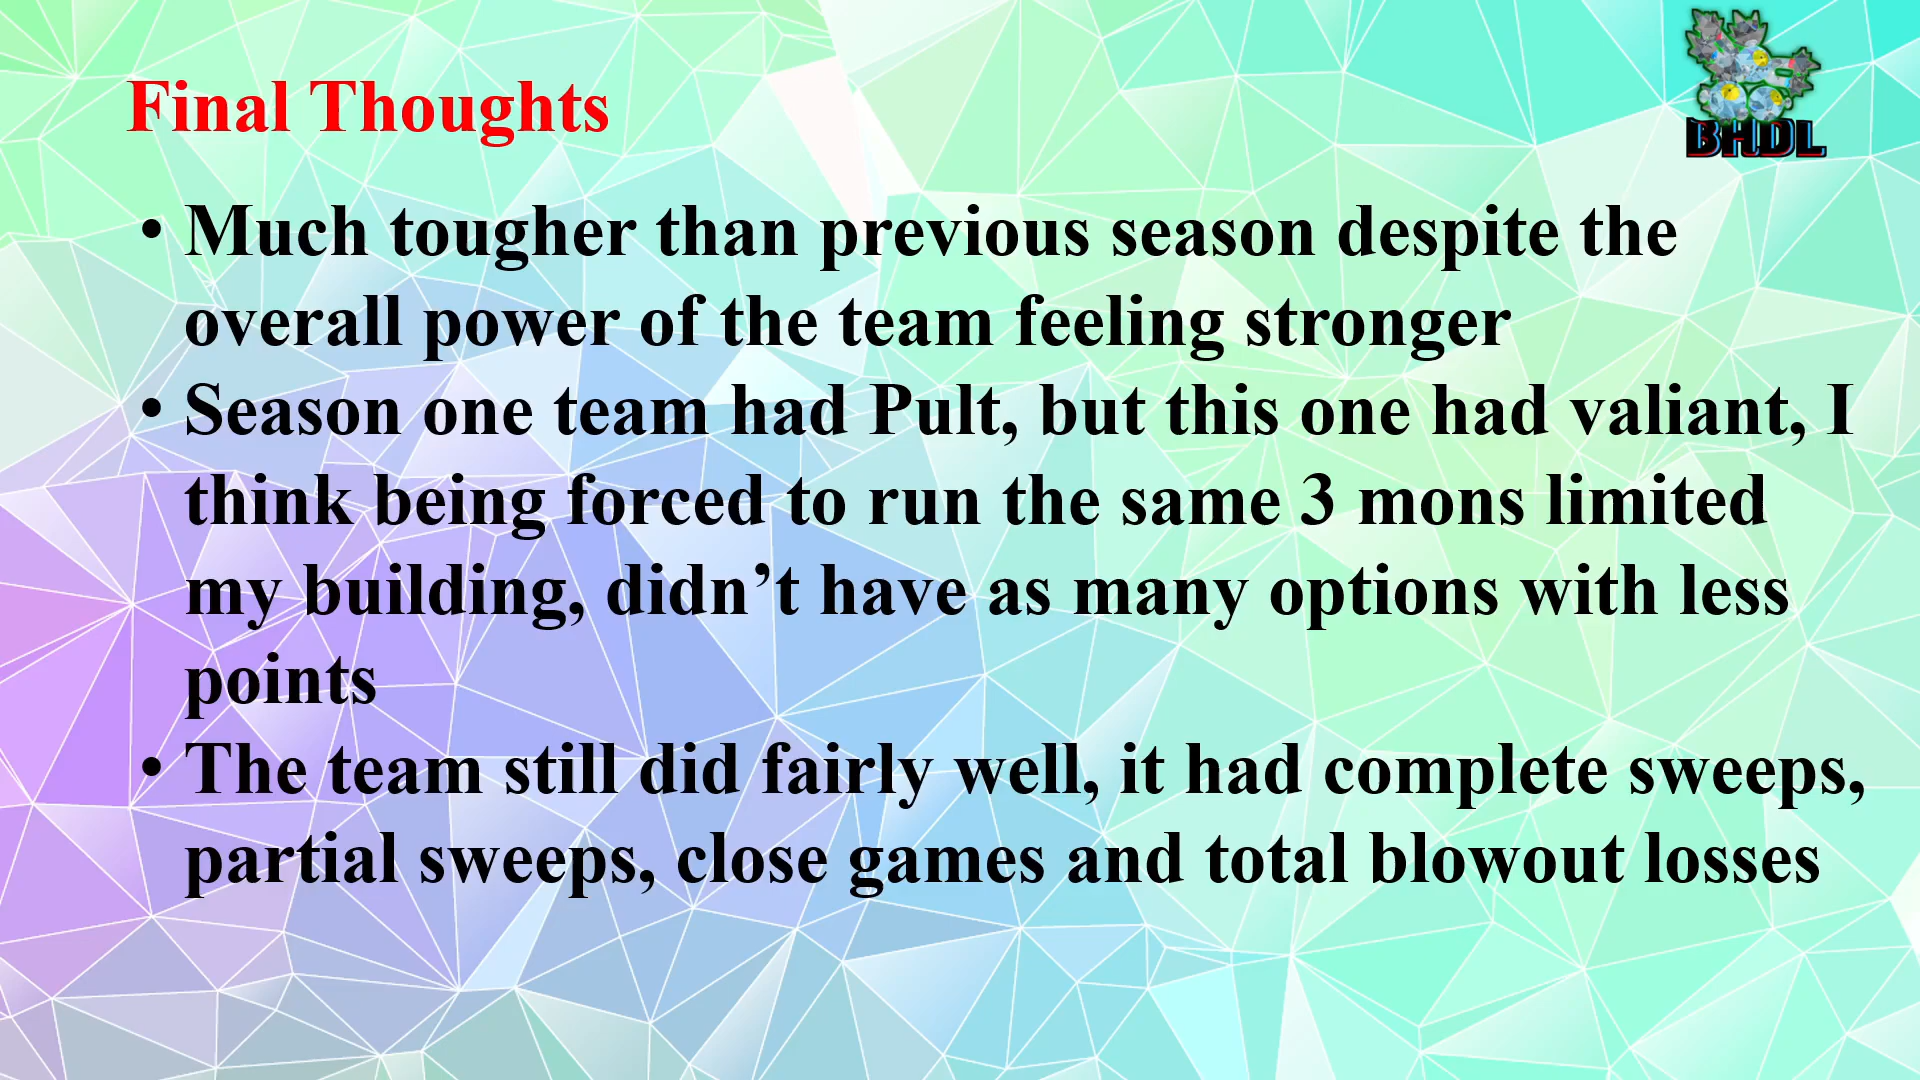 BHDL
Final Thoughts
• Much tougher than previous season despite the
overall power of the team feeling stronger
• Season one team had Pult, but this one had valiant, I
think being forced to run the same 3 mons limited
my building, didn’t have as many options with less
points
• The team still did fairly well, it had complete sweeps,
partial sweeps, close games and total blowout losses